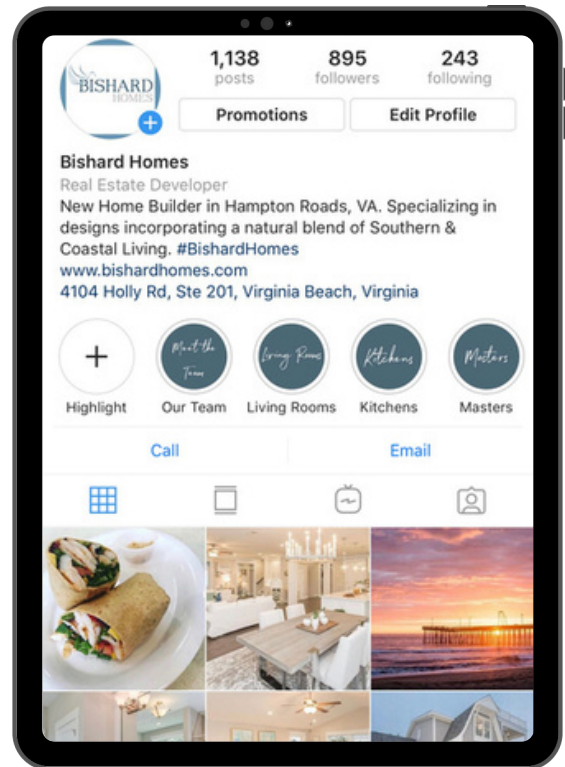 BISHARD
HOMES
1,138 895 243
posts followers following
Promotions Edit Profile
Bishard Homes
Real Estate Developer
New Home Builder in Hampton Roads, VA. Specializing in
designs incorporating a natural blend of Southern &
Coastal Living. #BishardHomes
www.bishardhomes.com
4104 Holly Rd, Ste 201, Virginia Beach, Virginia
Meet the
Team
Living Rooms
Kitchens
Masters
Highlight Our Team Living Rooms Kitchens Masters
Call Email